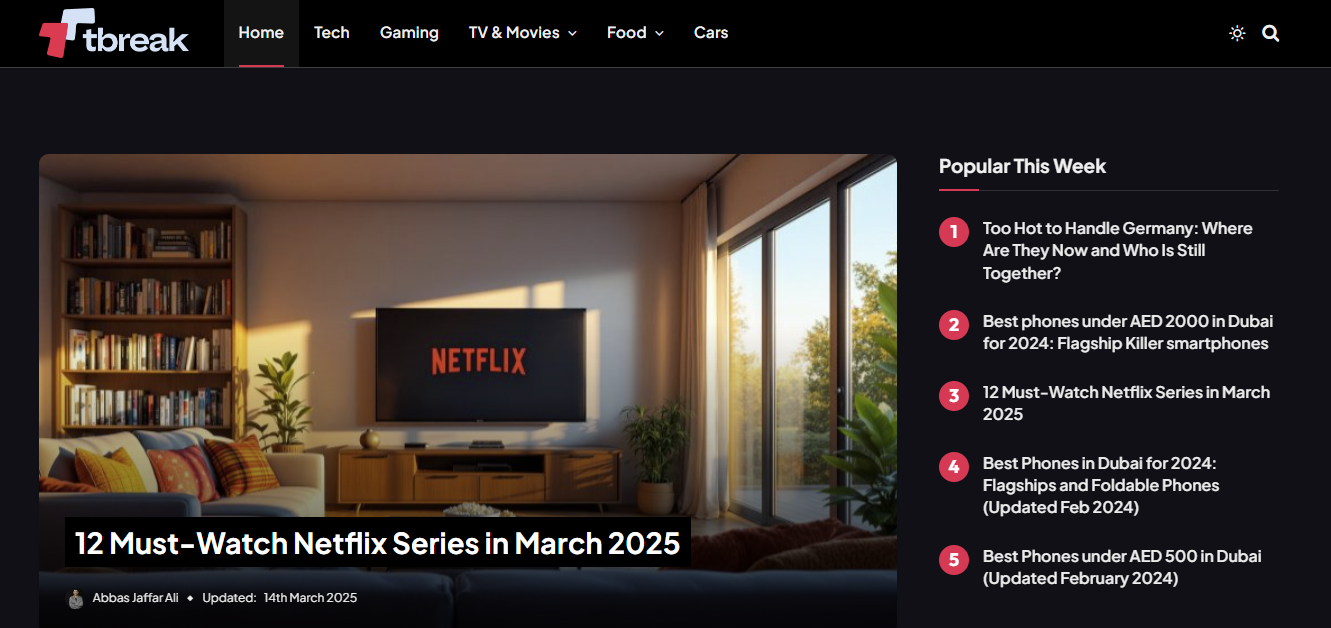 tbreak
Home
Tech
Gaming
TV & Movies
Food
Cars
NETFLIX
12 Must-Watch Netflix Series in March 2025
Abbas Jaffar Ali ◆ Updated: 14th March 2025
Popular This Week
1
Too Hot to Handle Germany: Where
Are They Now and Who Is Still
Together?
2
Best phones under AED 2000 in Dubai
for 2024: Flagship Killer smartphones
3
12 Must-Watch Netflix Series in March
2025
4
Best Phones in Dubai for 2024:
Flagships and Foldable Phones
(Updated Feb 2024)
5
Best Phones under AED 500 in Dubai
(Updated February 2024)